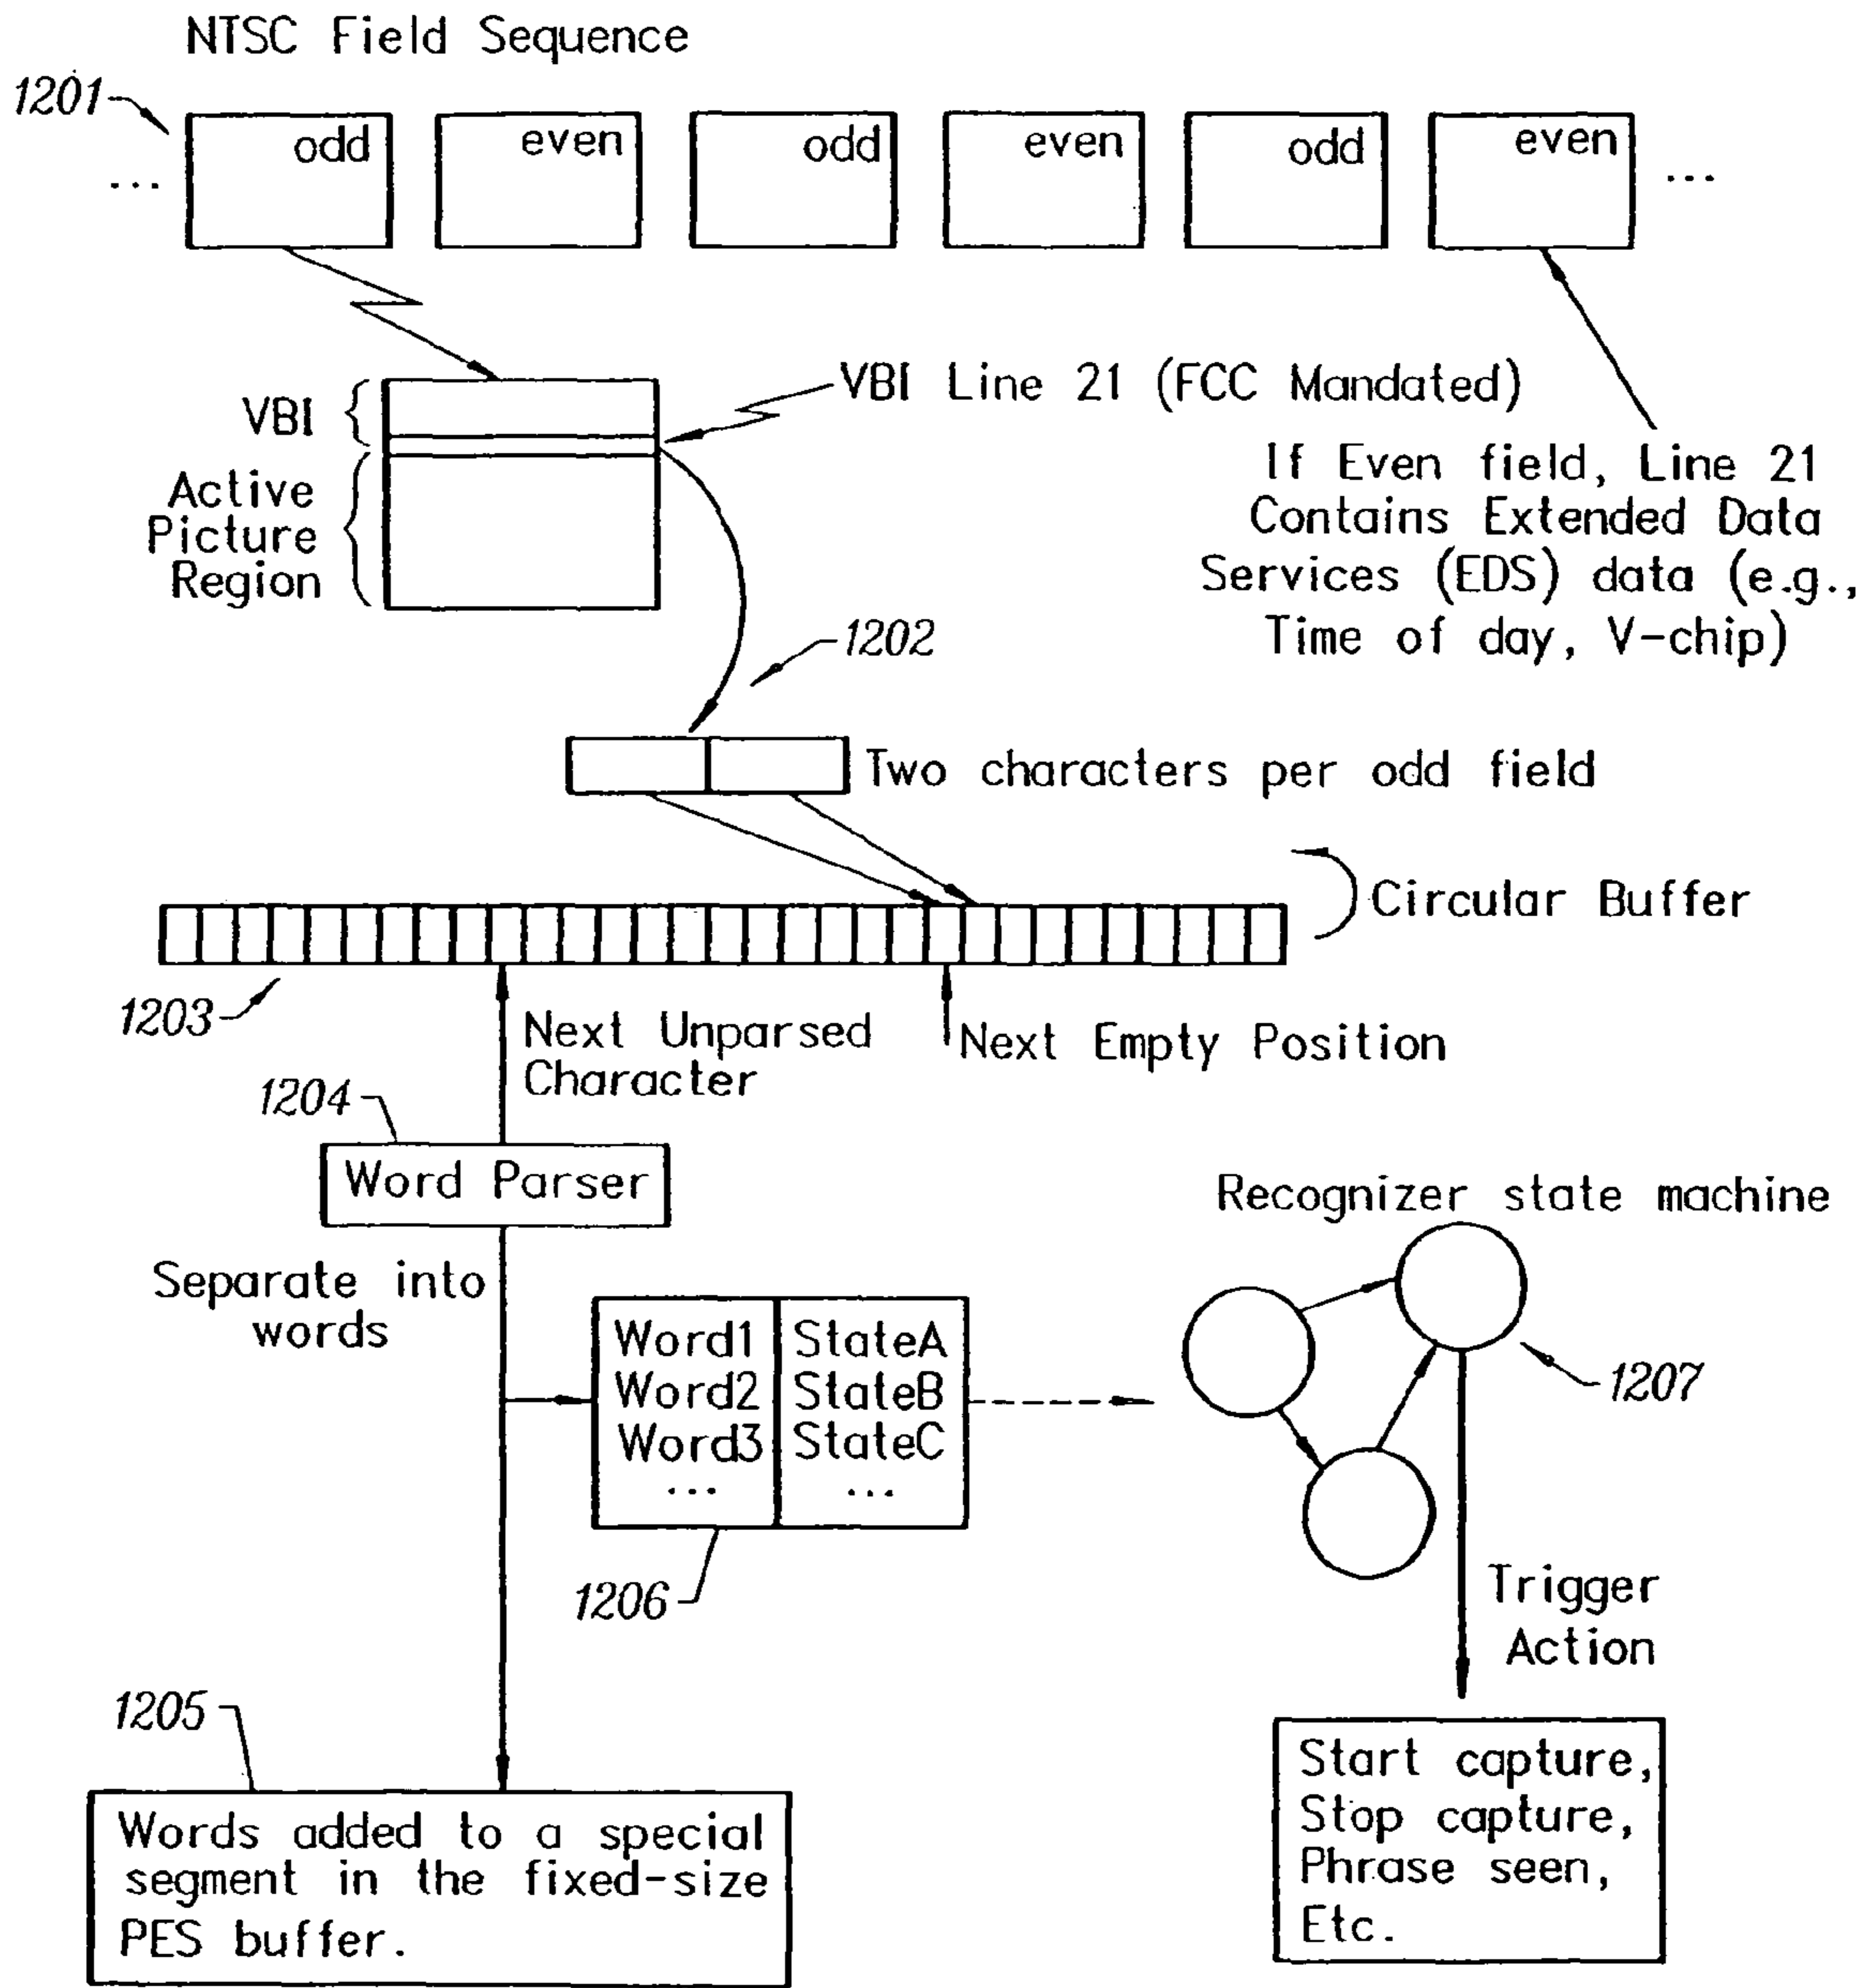 NTSC Field Sequence
1201
odd
even
odd
even
odd
even
...
...
VBI
VBI Line 21 (FCC Mandated)
Active
Picture
Region
If Even field, Line 21
Contains Extended Data
Services (EDS) data (e.g.,
Time of day, V-chip)
1202
Two characters per odd field
Circular Buffer
1203
Next Unparsed
Character
Next Empty Position
1204
Word Parser
Separate into
words
Recognizer state machine
Word1 StateA
Word2 StateB
Word3 StateC
... ...
1207
1206
Trigger
Action
1205
Words added to a special
segment in the fixed-size
PES buffer.
Start capture,
Stop capture,
Phrase seen,
Etc.